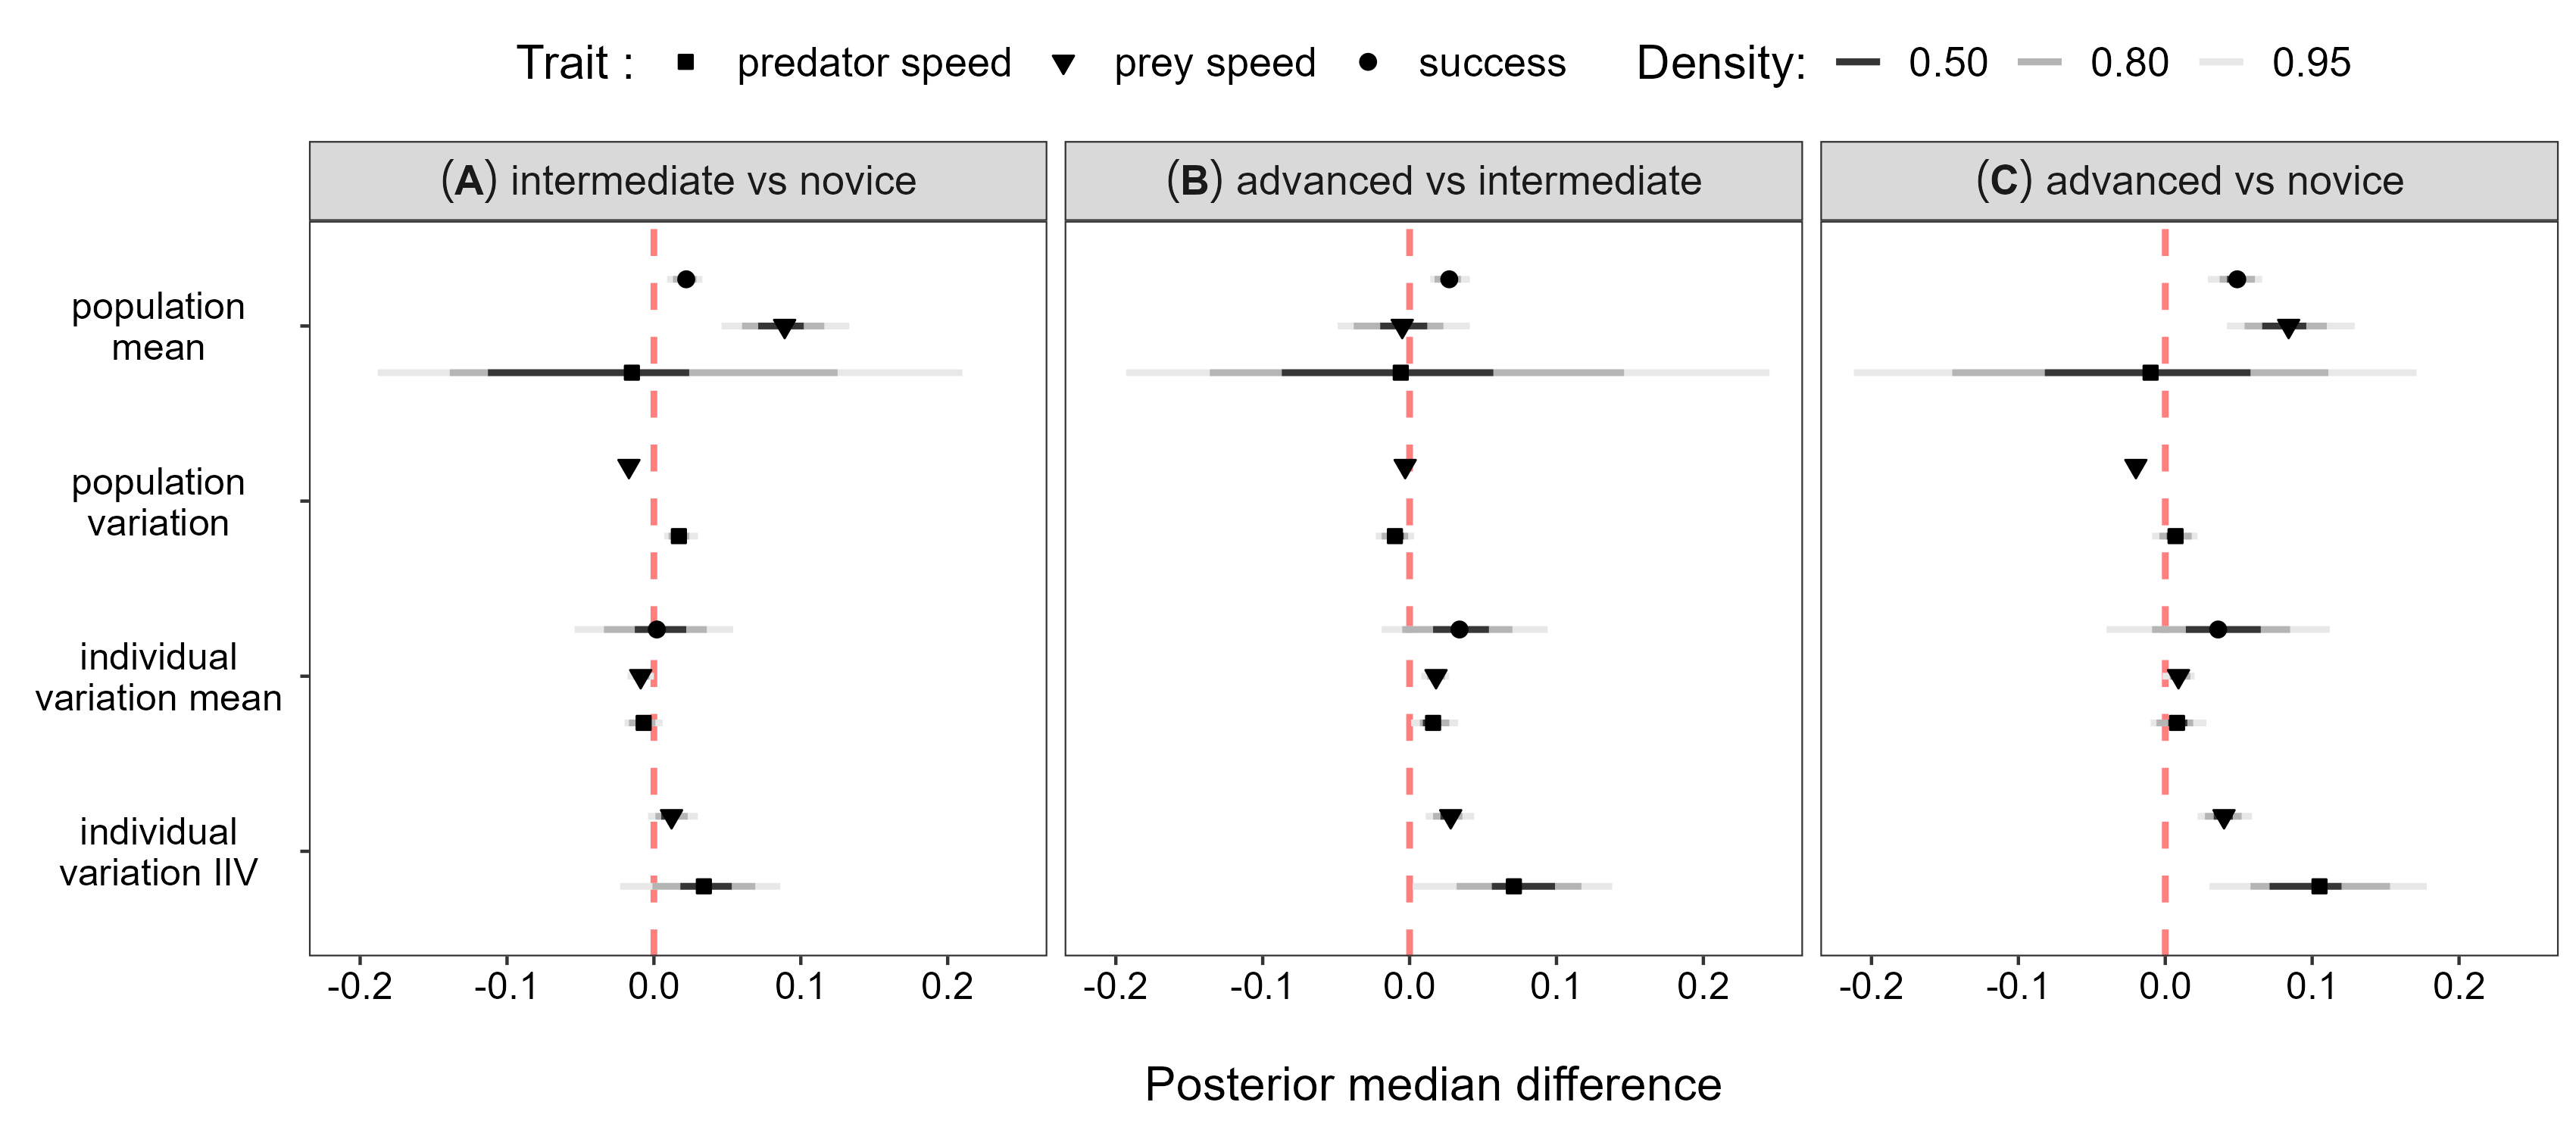 Trait : predator speed prey speed success Density: 0.50 0.80 0.95
(A) intermediate vs novice
(B) advanced vs intermediate
(C) advanced vs novice
population
mean
population
variation
individual
variation mean
individual
variation IIV
-0.2 -0.1 0.0 0.1 0.2
-0.2 -0.1 0.0 0.1 0.2
-0.2 -0.1 0.0 0.1 0.2
Posterior median difference